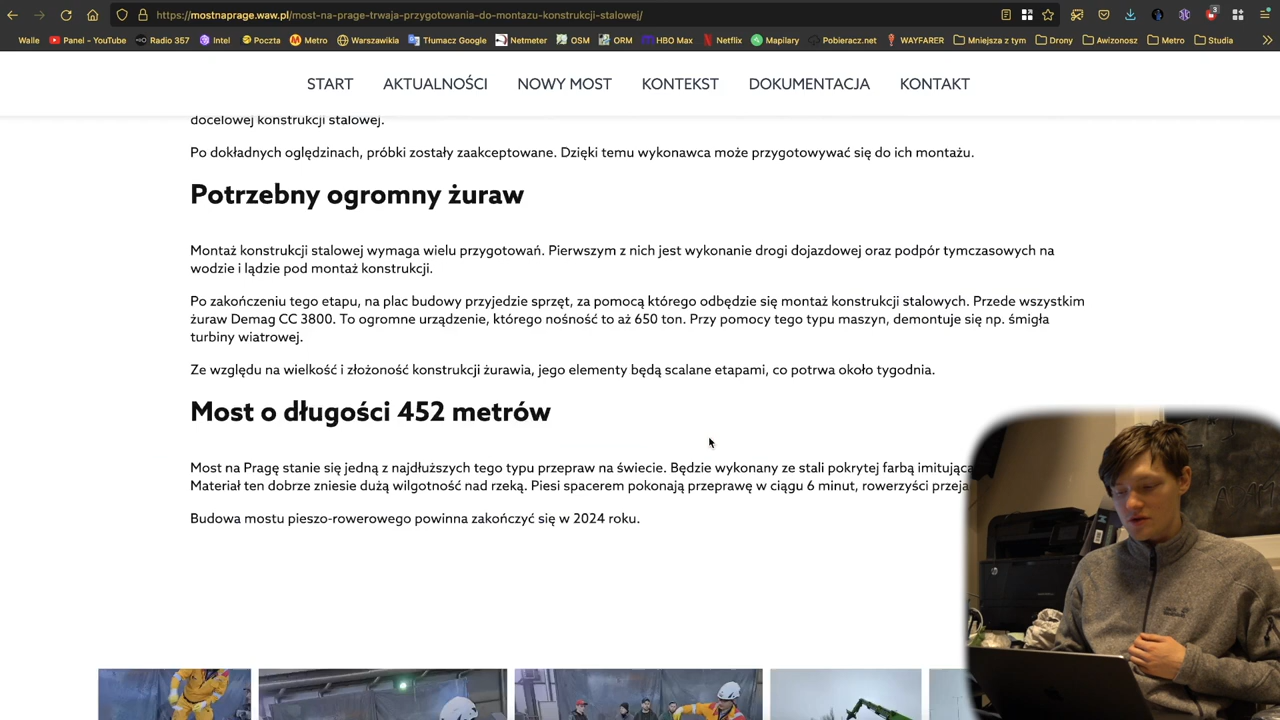 https://mostnaprage.waw.pl/most-na-prage-trwaja-przygotowania-do-montazu-konstrukcji-stalowej/
3
Walle Panel - YouTube Radio 357 Intel Poczta Metro Warszawikia Tłumacz Google Netmeter OSM ORM HBO Max Netflix Mapilary Pobieracz.net WAYFARER Mniejsza z tym Drony Awizonosz Metro Studia
START AKTUALNOŚCI NOWY MOST KONTEKST DOKUMENTACJA KONTAKT
docelowej konstrukcji stalowej.
Po dokładnych oględzinach, próbki zostały zaakceptowane. Dzięki temu wykonawca może przygotowywać się do ich montażu.
Potrzebny ogromny żuraw
Montaż konstrukcji stalowej wymaga wielu przygotowań. Pierwszym z nich jest wykonanie drogi dojazdowej oraz podpór tymczasowych na
wodzie i lądzie pod montaż konstrukcji.
Po zakończeniu tego etapu, na plac budowy przyjedzie sprzęt, za pomocą którego odbędzie się montaż konstrukcji stalowych. Przede wszystkim
żuraw Demag CC 3800. To ogromne urządzenie, którego nośność to aż 650 ton. Przy pomocy tego typu maszyn, demontuje się np. śmigła
turbiny wiatrowej.
Ze względu na wielkość i złożoność konstrukcji żurawia, jego elementy będą scalane etapami, co potrwa około tygodnia.
Most o długości 452 metrów
Most na Pragę stanie się jedną z najdłuższych tego typu przepraw na świecie. Będzie wykonany ze stali pokrytej farbą imitującą
Materiał ten dobrze zniesie dużą wilgotność nad rzeką. Piesi spacerem pokonają przeprawę w ciągu 6 minut, rowerzyści przeja
Budowa mostu pieszo-rowerowego powinna zakończyć się w 2024 roku.